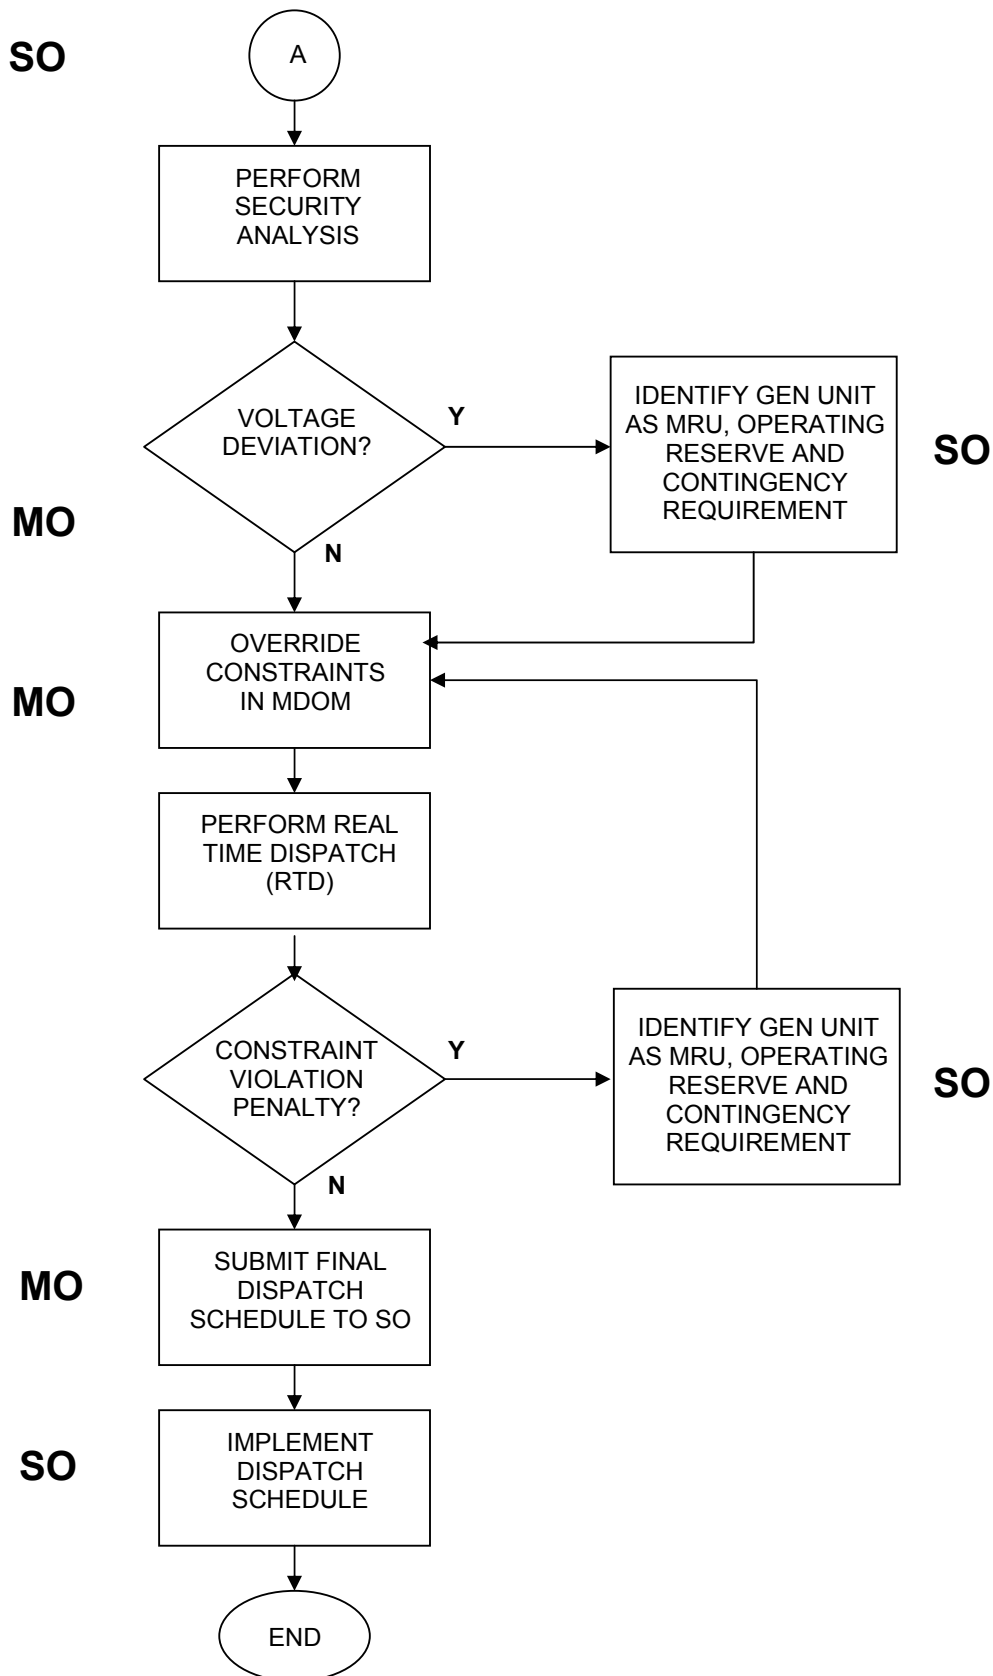 SO
A
PERFORM
SECURITY
ANALYSIS
VOLTAGE
DEVIATION?
Y
IDENTIFY GEN UNIT
AS MRU, OPERATING
RESERVE AND
CONTINGENCY
REQUIREMENT
SO
MO
N
OVERRIDE
CONSTRAINTS
IN MDOM
MO
PERFORM REAL
TIME DISPATCH
(RTD)
CONSTRAINT
VIOLATION
PENALTY?
Y
IDENTIFY GEN UNIT
AS MRU, OPERATING
RESERVE AND
CONTINGENCY
REQUIREMENT
SO
N
MO
SUBMIT FINAL
DISPATCH
SCHEDULE TO SO
SO
IMPLEMENT
DISPATCH
SCHEDULE
END